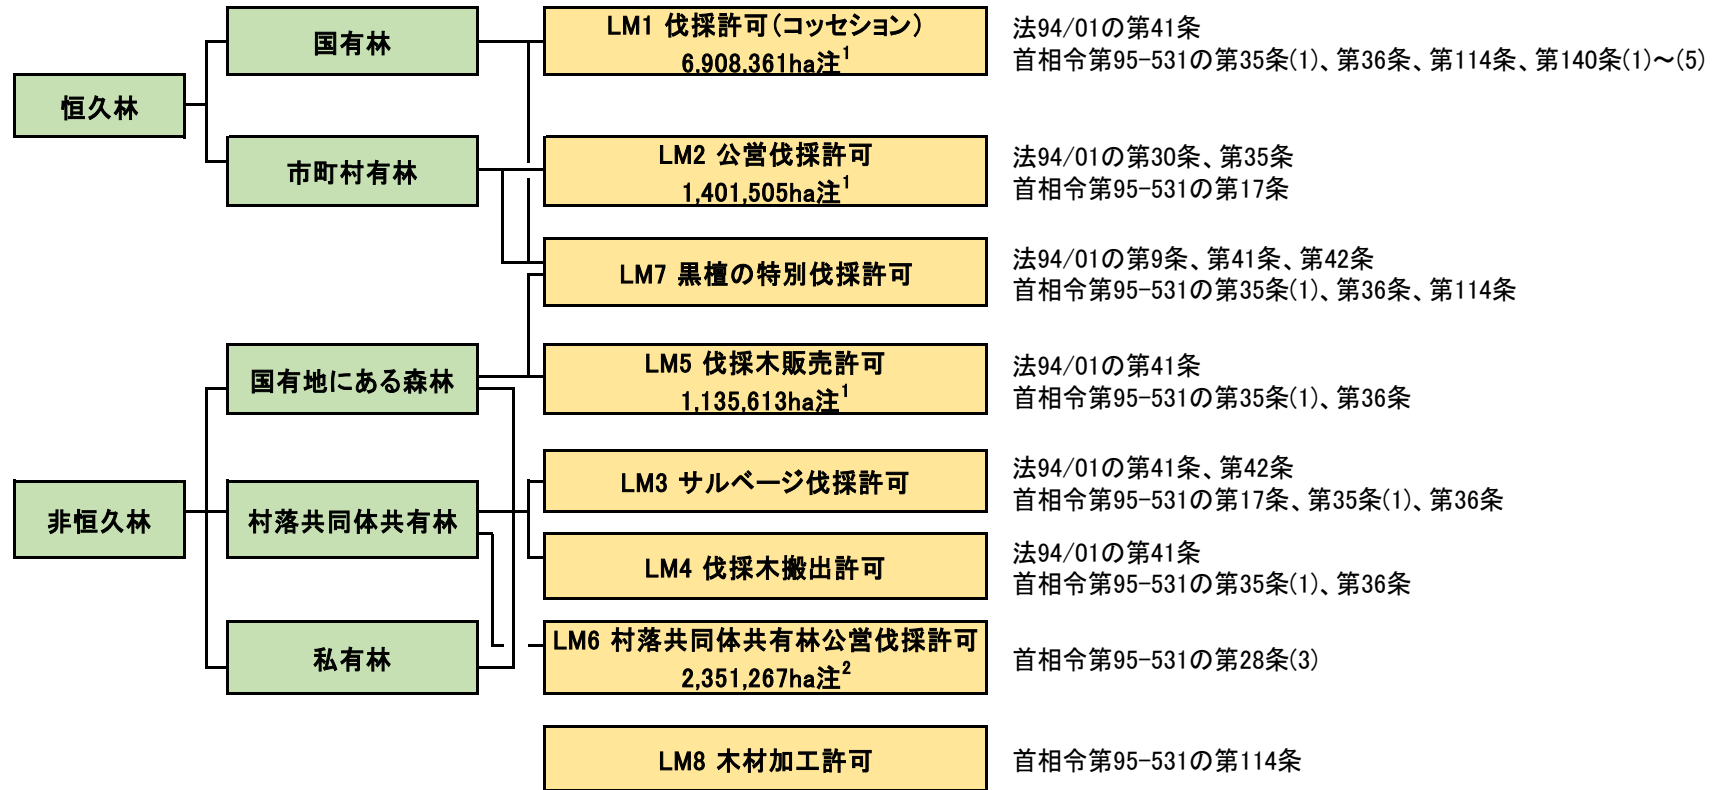 恒久林
国有林
市町村有林
LM1 伐採許可（コッセション）
6,908,361ha注1
法94/01の第41条
首相令第95-531の第35条(1)、第36条、第114条、第140条(1)～(5)
LM2 公営伐採許可
1,401,505ha注1
法94/01の第30条、第35条
首相令第95-531の第17条
LM7 黒檀の特別伐採許可
法94/01の第9条、第41条、第42条
首相令第95-531の第35条(1)、第36条、第114条
非恒久林
国有地にある森林
村落共同体共有林
私有林
LM5 伐採木販売許可
1,135,613ha注1
法94/01の第41条
首相令第95-531の第35条(1)、第36条
LM3 サルベージ伐採許可
法94/01の第41条、第42条
首相令第95-531の第17条、第35条(1)、第36条
LM4 伐採木搬出許可
法94/01の第41条
首相令第95-531の第35条(1)、第36条
LM6 村落共同体共有林公営伐採許可
2,351,267ha注2
首相令第95-531の第28条(3)
LM8 木材加工許可
首相令第95-531の第114条